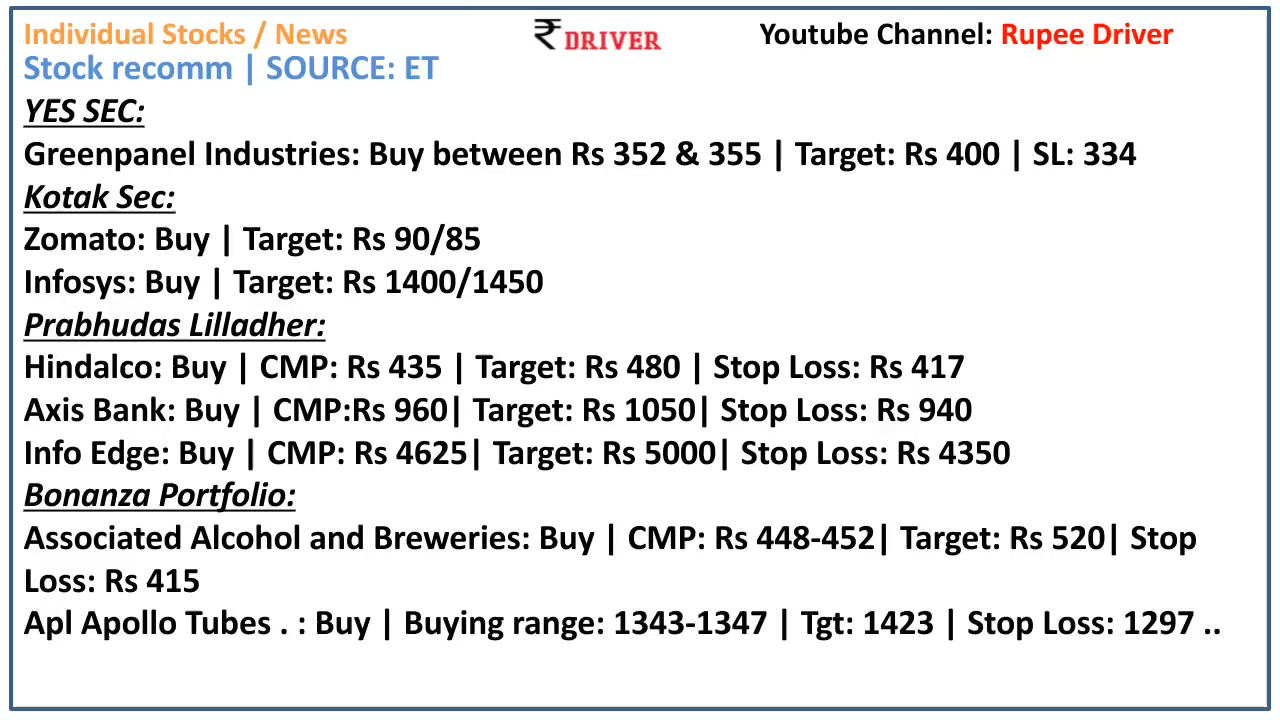 Individual Stocks / News
₹ DRIVER
Youtube Channel: Rupee Driver
Stock recomm | SOURCE: ET
YES SEC:
Greenpanel Industries: Buy between Rs 352 & 355 | Target: Rs 400 | SL: 334
Kotak Sec:
Zomato: Buy | Target: Rs 90/85
Infosys: Buy | Target: Rs 1400/1450
Prabhudas Lilladher:
Hindalco: Buy | CMP: Rs 435 | Target: Rs 480 | Stop Loss: Rs 417
Axis Bank: Buy | CMP:Rs 960| Target: Rs 1050| Stop Loss: Rs 940
Info Edge: Buy | CMP: Rs 4625| Target: Rs 5000| Stop Loss: Rs 4350
Bonanza Portfolio:
Associated Alcohol and Breweries: Buy | CMP: Rs 448-452| Target: Rs 520| Stop
Loss: Rs 415
Apl Apollo Tubes . : Buy | Buying range: 1343-1347 | Tgt: 1423 | Stop Loss: 1297 ..